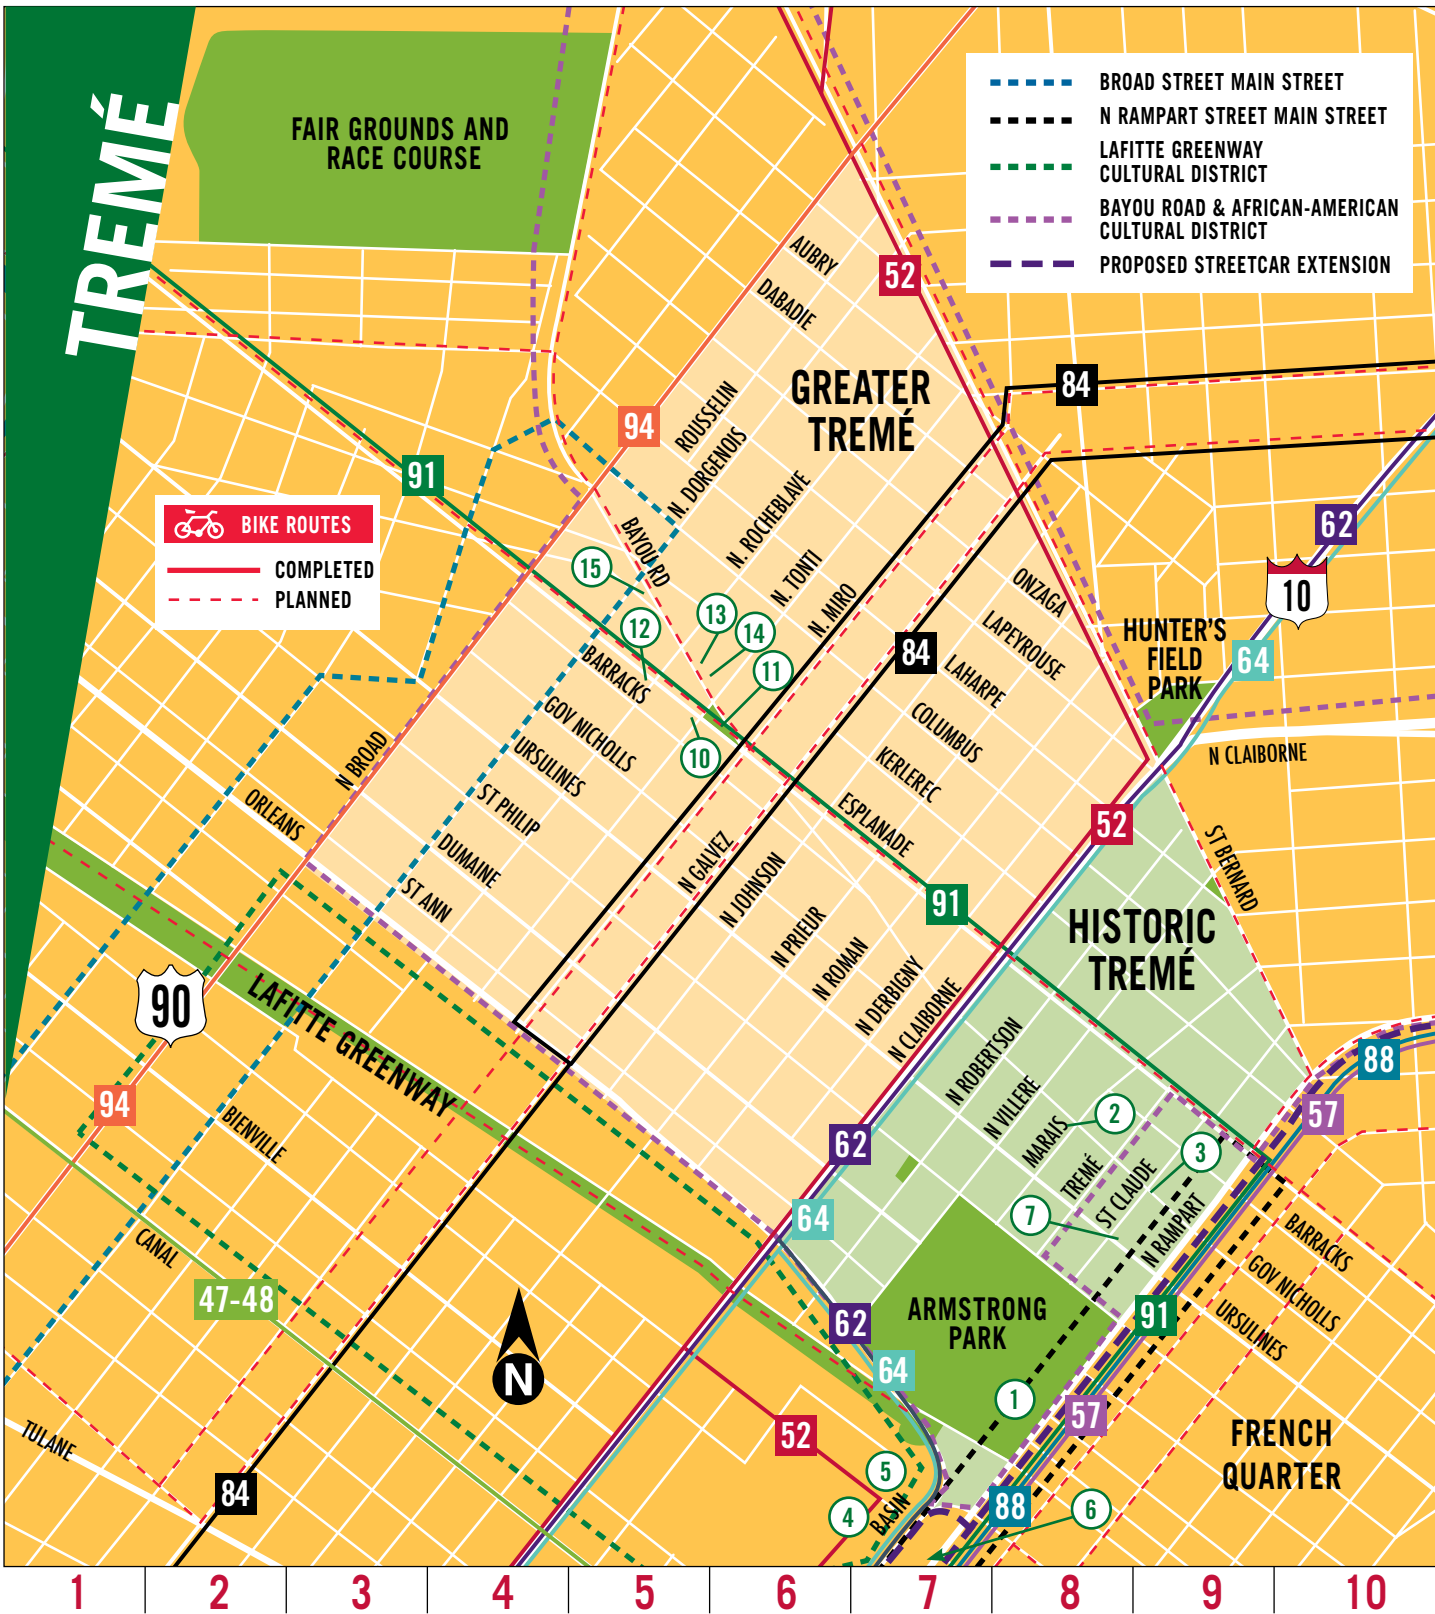 TREMÉ
FAIR GROUNDS AND
RACE COURSE
BROAD STREET MAIN STREET
N RAMPART STREET MAIN STREET
LAFITTE GREENWAY
CULTURAL DISTRICT
BAYOU ROAD & AFRICAN-AMERICAN
CULTURAL DISTRICT
PROPOSED STREETCAR EXTENSION
AUBRY
DABADIE
52
GREATER
TREMÉ
84
ROUSSELIN
94
N. DORGENOIS
91
N. ROCHEBLAVE
BIKE ROUTES
COMPLETED
PLANNED
BAYOU RD
62
10
15
N. TONTI
N. MIRO
ONZAGA
LAPEYROUSE
13
12
14
11
84
LAHARPE
HUNTER'S
FIELD
PARK
64
BARRACKS
GOV NICHOLLS
URSULINES
10
COLUMBUS
KERLEREC
N CLAIBORNE
N BROAD
ORLEANS
ST PHILIP
DUMAINE
ST ANN
ESPLANADE
52
ST BERNARD
N GALVEZ
N JOHNSON
91
HISTORIC
TREMÉ
N PRIEUR
N ROMAN
N DERBIGNY
N CLAIBORNE
90
LAFITTE GREENWAY
N ROBERTSON
88
94
BIENVILLE
N VILLERE
MARAIS
2
57
TREMÉ
3
ST CLAUDE
62
7
N RAMPART
64
CANAL
BARRACKS
GOV NICHOLLS
URSULINES
47-48
ARMSTRONG
PARK
62
91
N
64
1
57
52
FRENCH
QUARTER
TULANE
5
84
4
BASIN
88
6
1
2
3
4
5
6
7
8
9
10